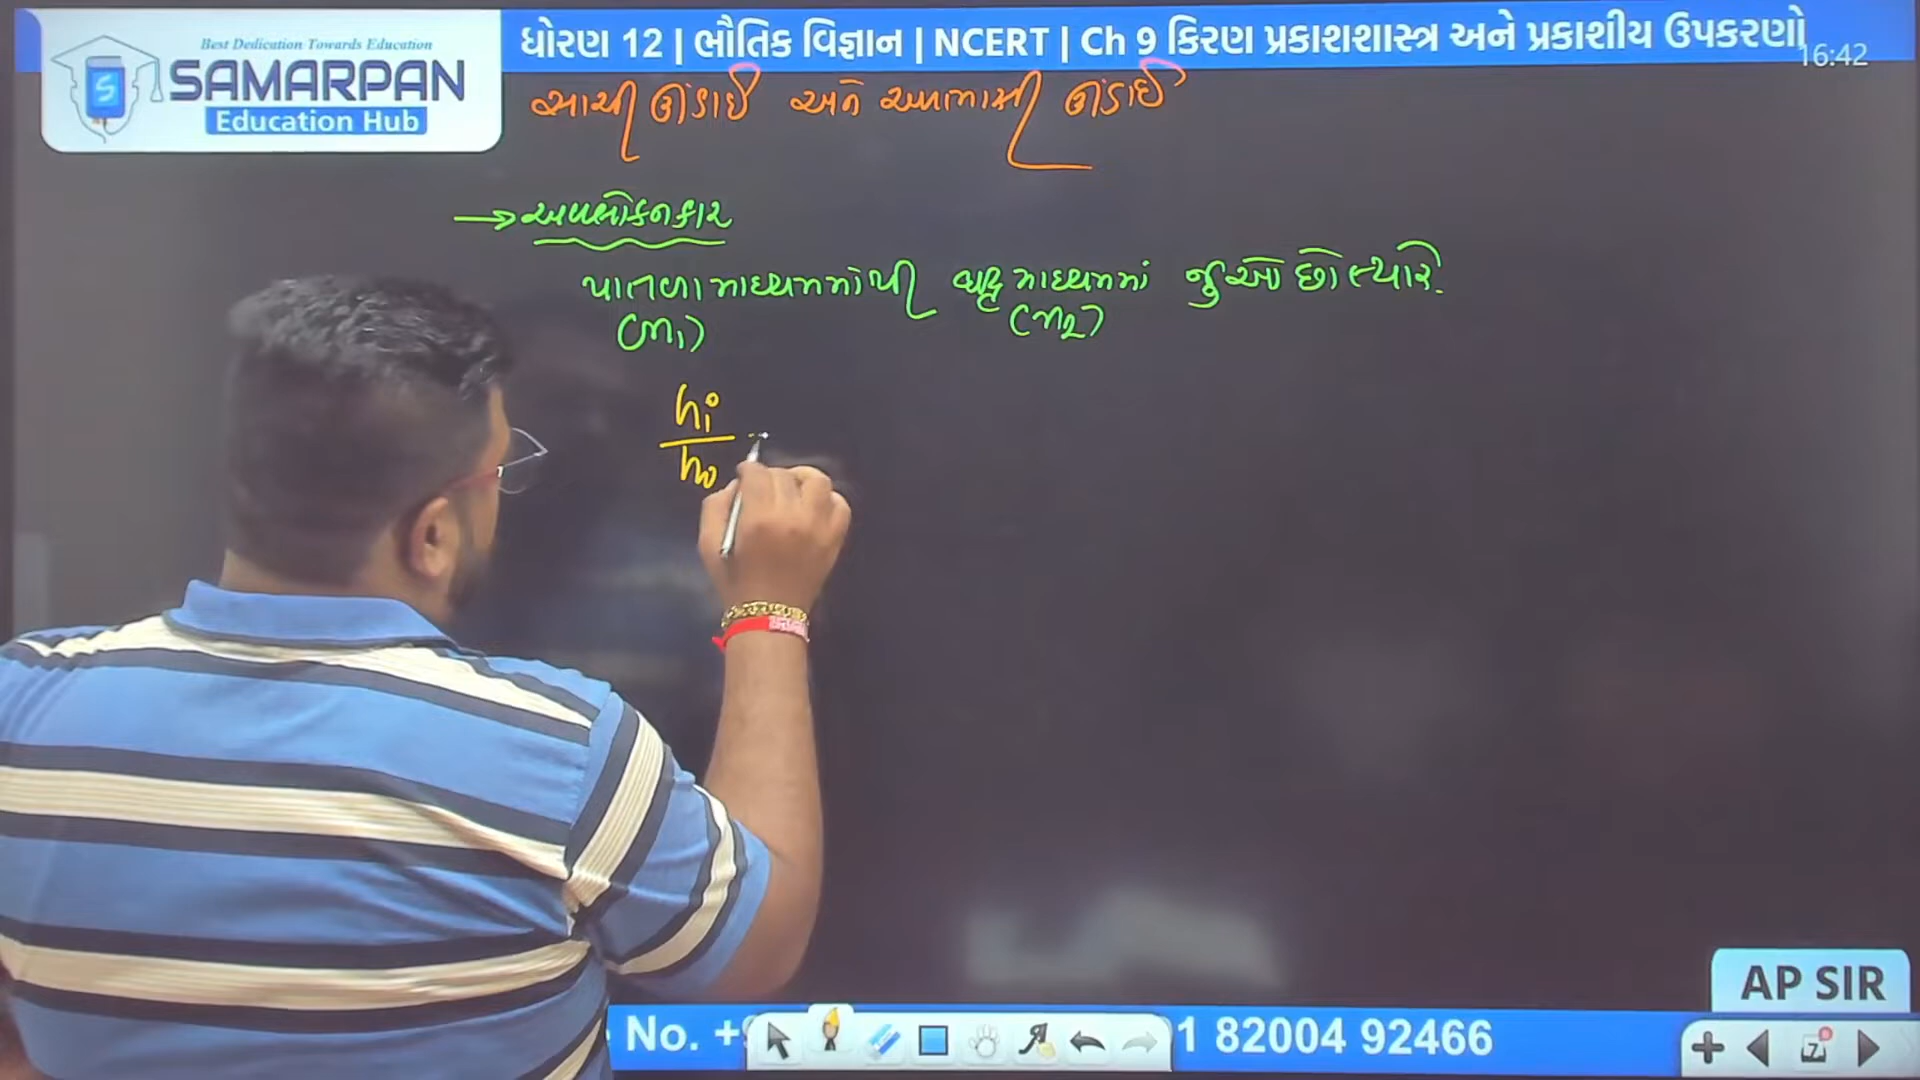 Best Dedication Towards Education
SAMARPAN
Education Hub
ધોરણ 12 | ભૌતિક વિજ્ઞાન | NCERT | Ch 9 કિરણ પ્રકાશશાસ્ત્ર અને પ્રકાશીય ઉપકરણો
16:42
સાચી ઊંડાઈ અને આભાસી ઊંડાઈ
→ અવલોકનકાર
પાતળા માધ્યમમાંથી ઘટ્ટ માધ્યમમાં જુઓ છો ત્યારે.
(n₁) (n₂)
hi
ho
AP SIR
No. +9 1 82004 92466
7